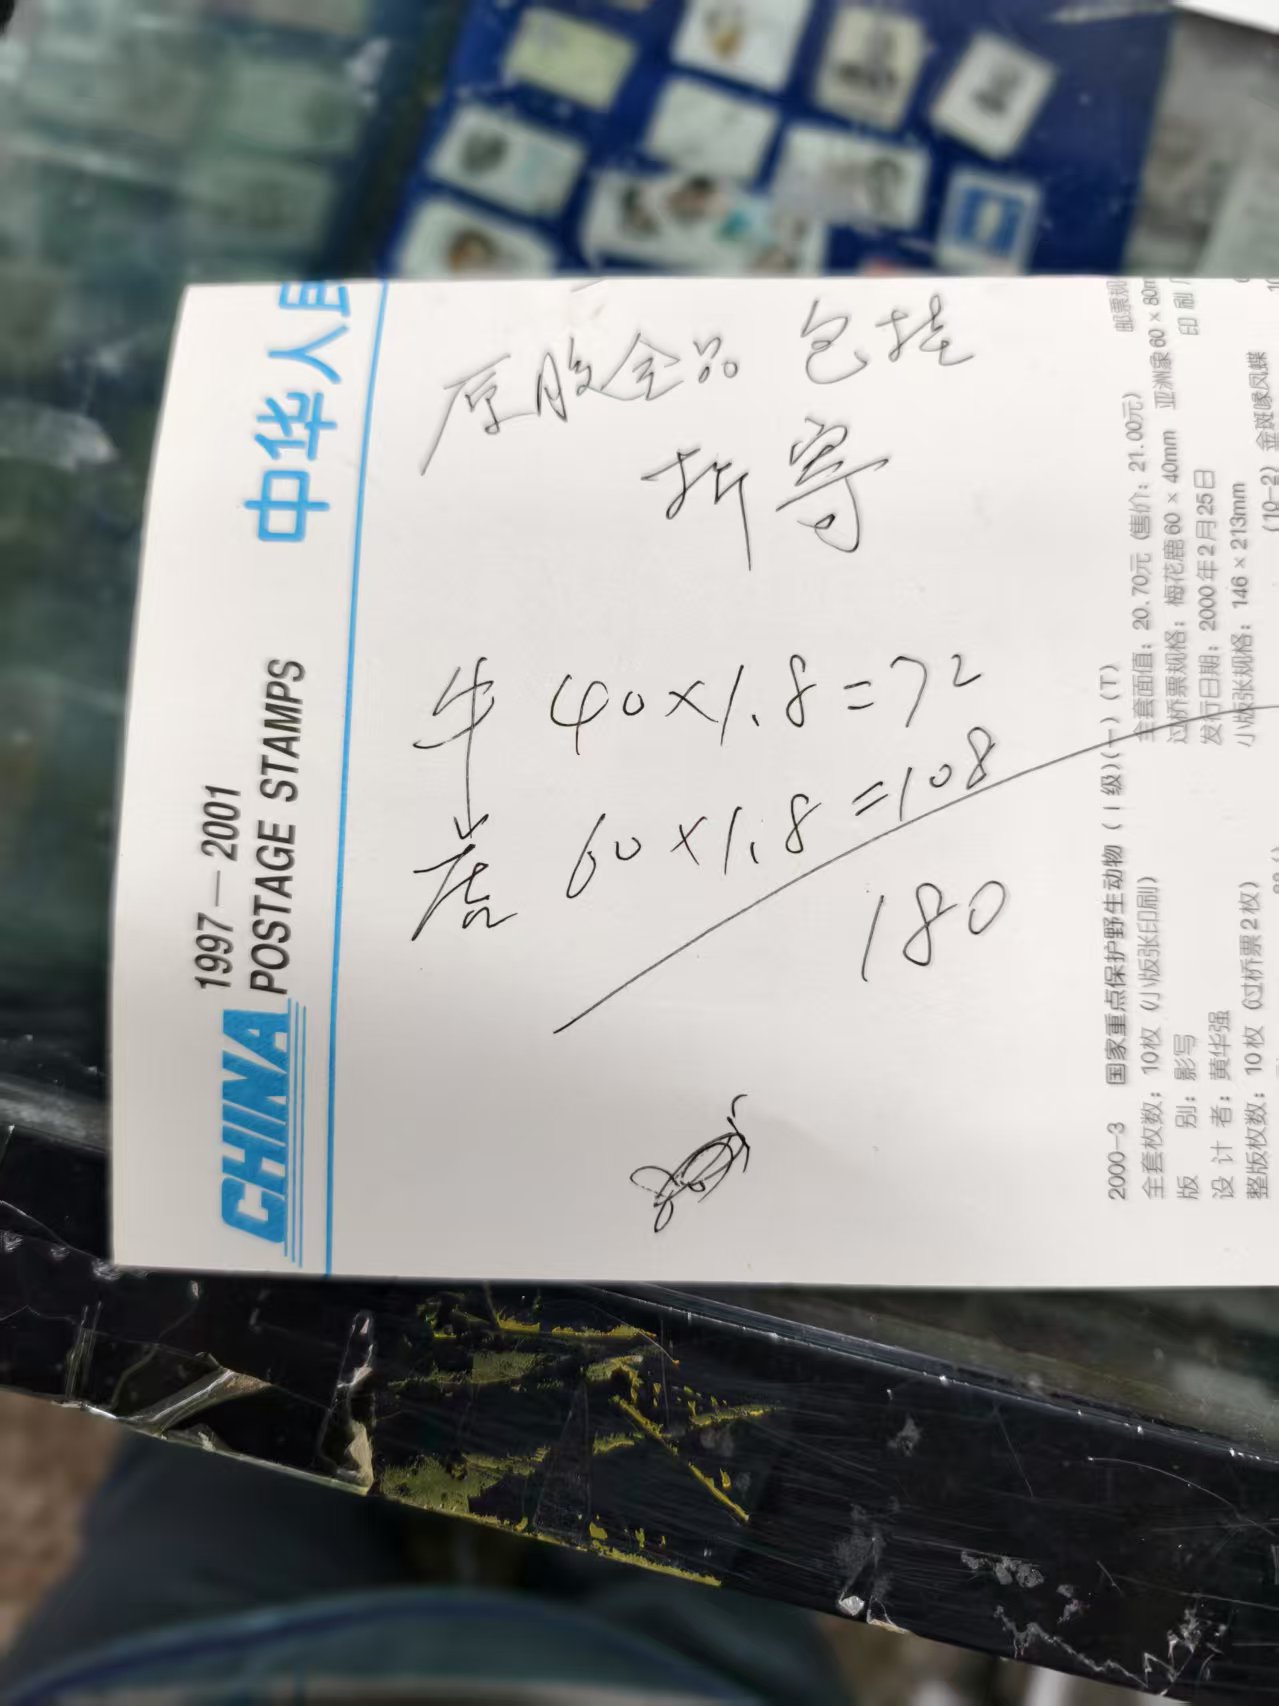 原胶全品 包挂
折寄
牛 40×1.8=72
虎 60×1.8=108
180
中华人民
1997—2001
CHINA POSTAGE STAMPS
2000-3 国家重点保护野生动物(Ⅰ级)(一)(T)
全套枚数：10枚(小版张印刷) 全套面值：20.70元(售价：21.00元) 邮票规
版 别：影写 过桥票规格：梅花鹿60×40mm 亚洲象60×80m
设计者：黄华强 发行日期：2000年2月25日 印刷
整版枚数：10枚(过桥票2枚) 小版张规格：146×213mm
(10-2) 金斑喙凤蝶